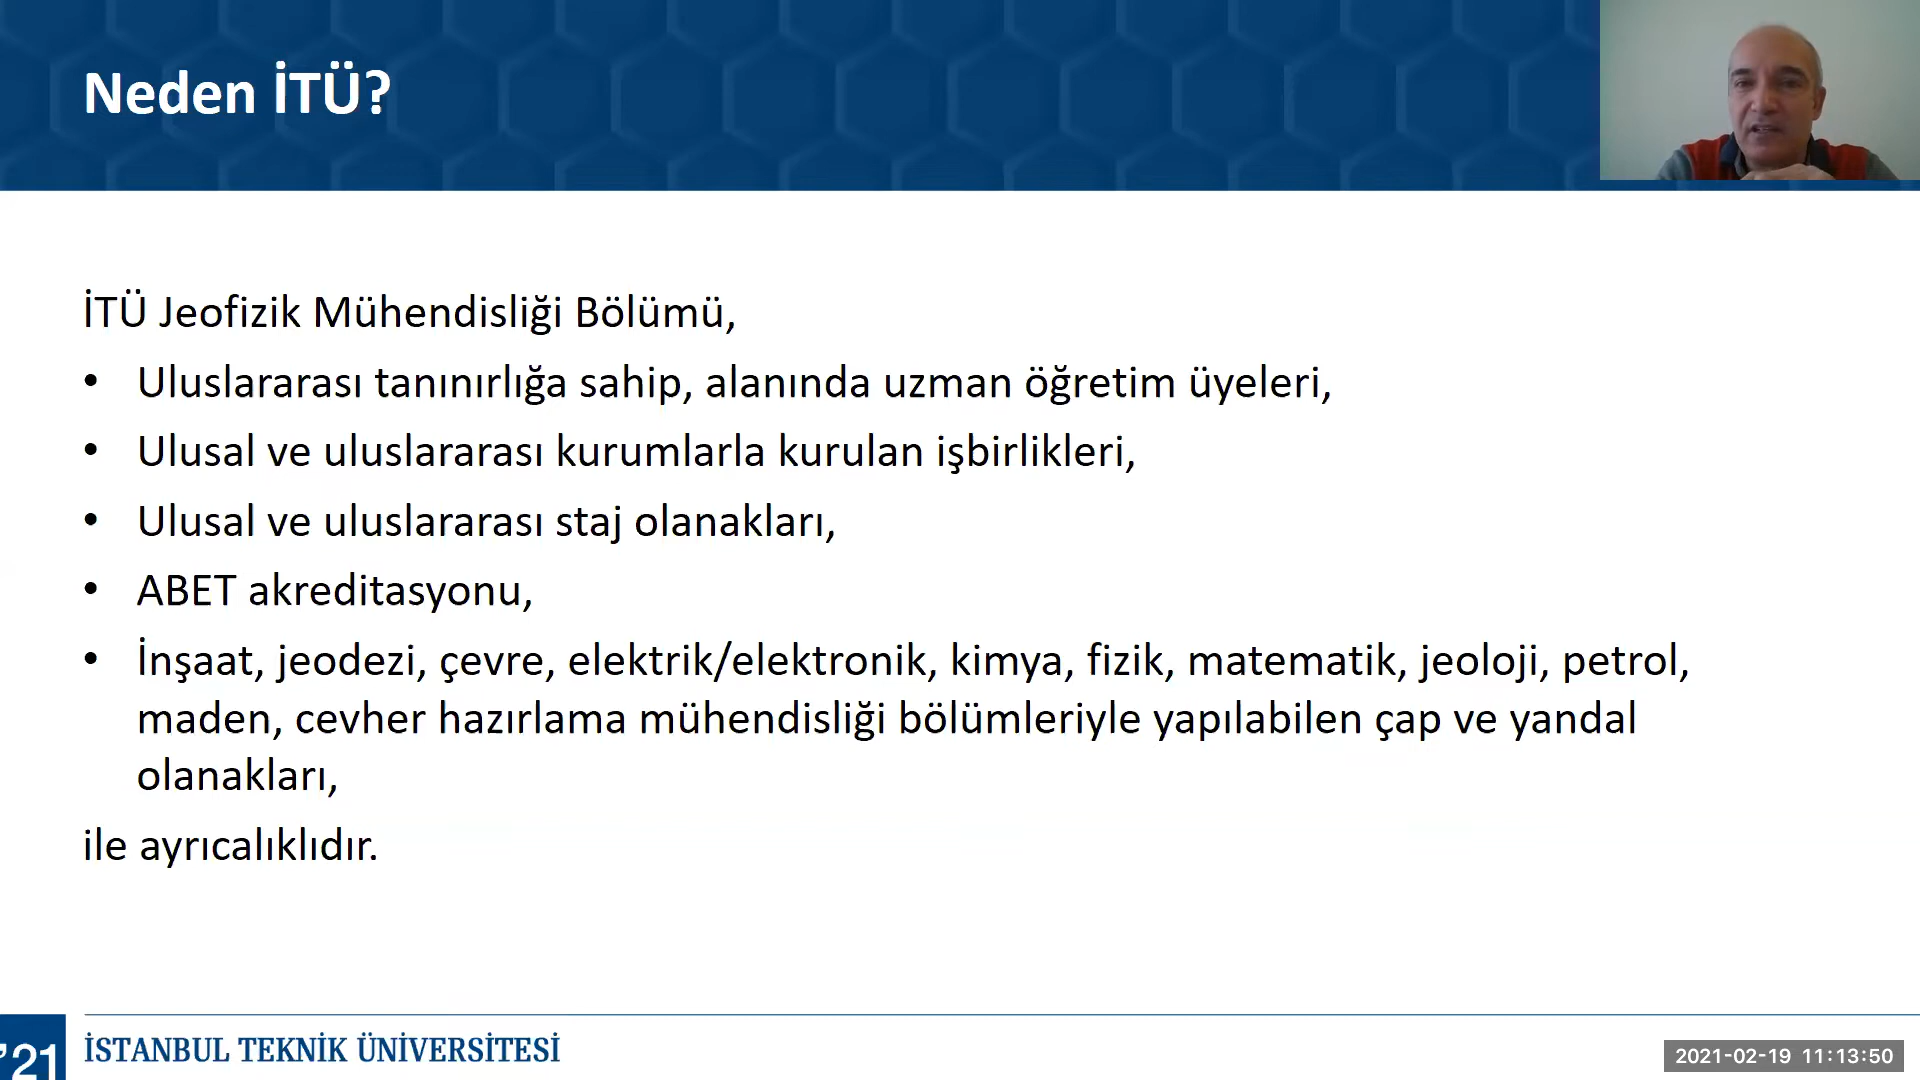 Neden İTÜ?
İTÜ Jeofizik Mühendisliği Bölümü,
• Uluslararası tanınırlığa sahip, alanında uzman öğretim üyeleri,
• Ulusal ve uluslararası kurumlarla kurulan işbirlikleri,
• Ulusal ve uluslararası staj olanakları,
• ABET akreditasyonu,
• İnşaat, jeodezi, çevre, elektrik/elektronik, kimya, fizik, matematik, jeoloji, petrol,
maden, cevher hazırlama mühendisliği bölümleriyle yapılabilen çap ve yandal
olanakları,
ile ayrıcalıklıdır.
’21
İSTANBUL TEKNİK ÜNİVERSİTESİ
2021-02-19 11:13:50